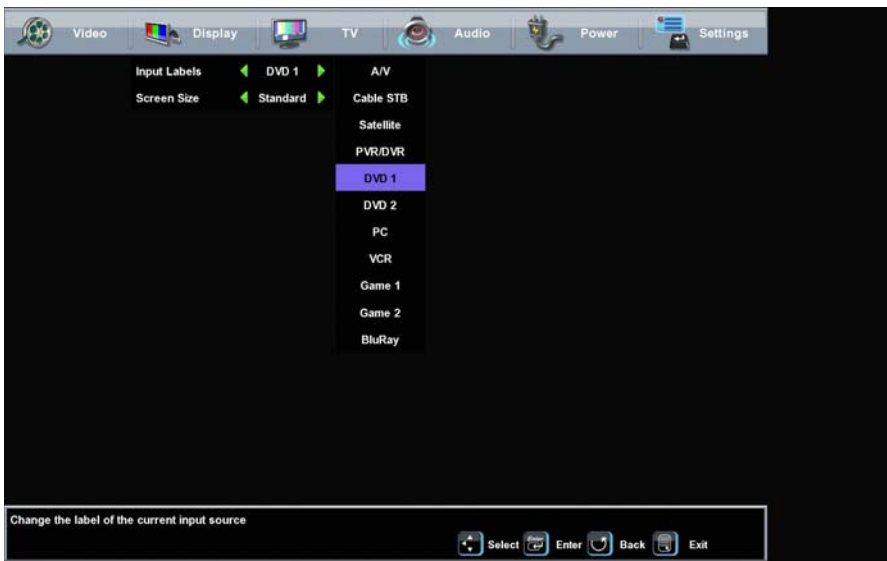 Video Display TV Audio Power Settings
Input Labels DVD 1 A/V
Screen Size Standard Cable STB
Satellite
PVR/DVR
DVD 1
DVD 2
PC
VCR
Game 1
Game 2
BluRay
Change the label of the current input source
Select Enter Enter Back Exit